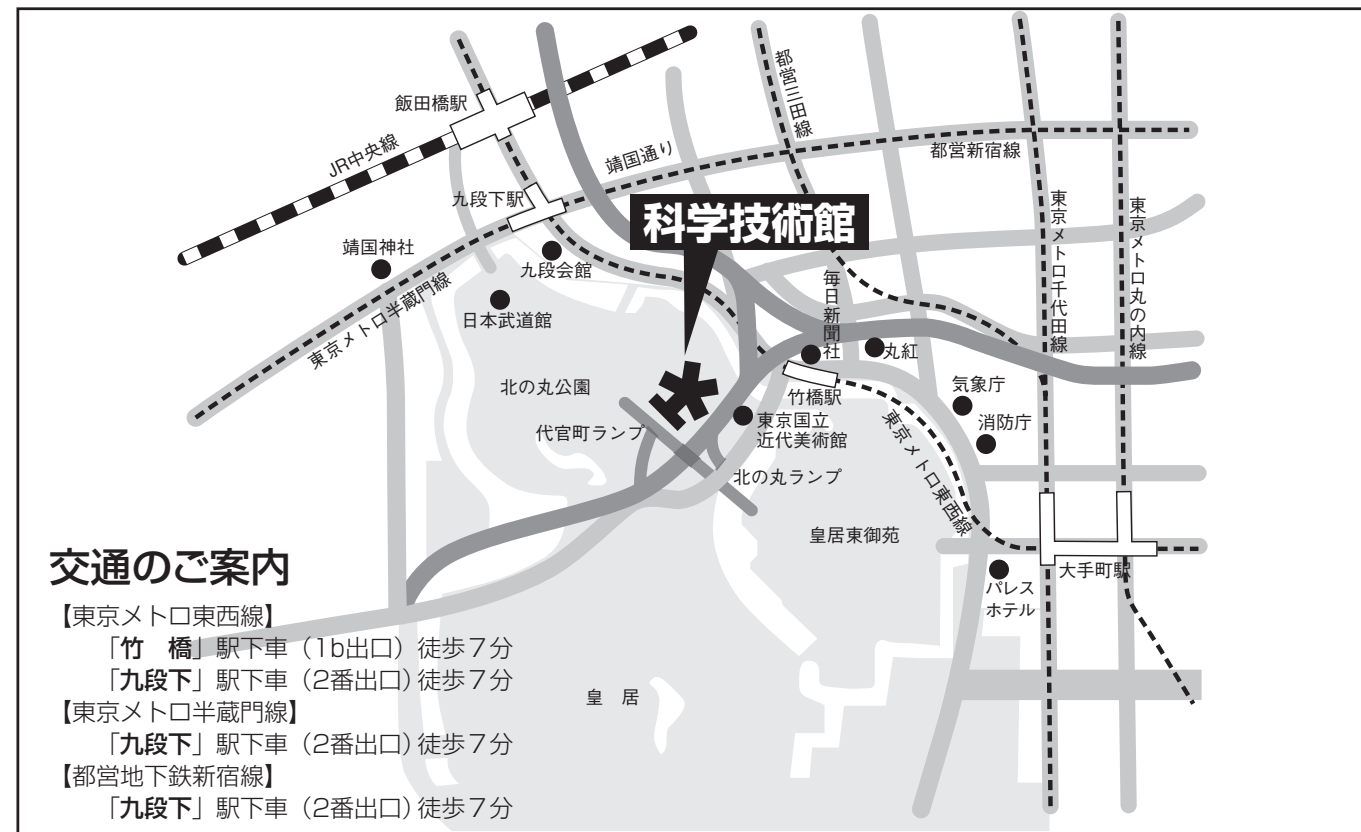 都営三田線
飯田橋駅
JR中央線
靖国通り
都営新宿線
九段下駅
科学技術館
東京メトロ千代田線
東京メトロ丸の内線
靖国神社
九段会館
東京メトロ半蔵門線
日本武道館
毎日新聞社
丸紅
北の丸公園
竹橋駅
気象庁
代官町ランプ
東京国立
近代美術館
消防庁
東京メトロ東西線
北の丸ランプ
皇居東御苑
大手町駅
パレス
ホテル
皇　居
交通のご案内
【東京メトロ東西線】
「竹　橋」駅下車（1b出口）徒歩７分
「九段下」駅下車（2番出口）徒歩７分
【東京メトロ半蔵門線】
「九段下」駅下車（2番出口）徒歩７分
【都営地下鉄新宿線】
「九段下」駅下車（2番出口）徒歩７分